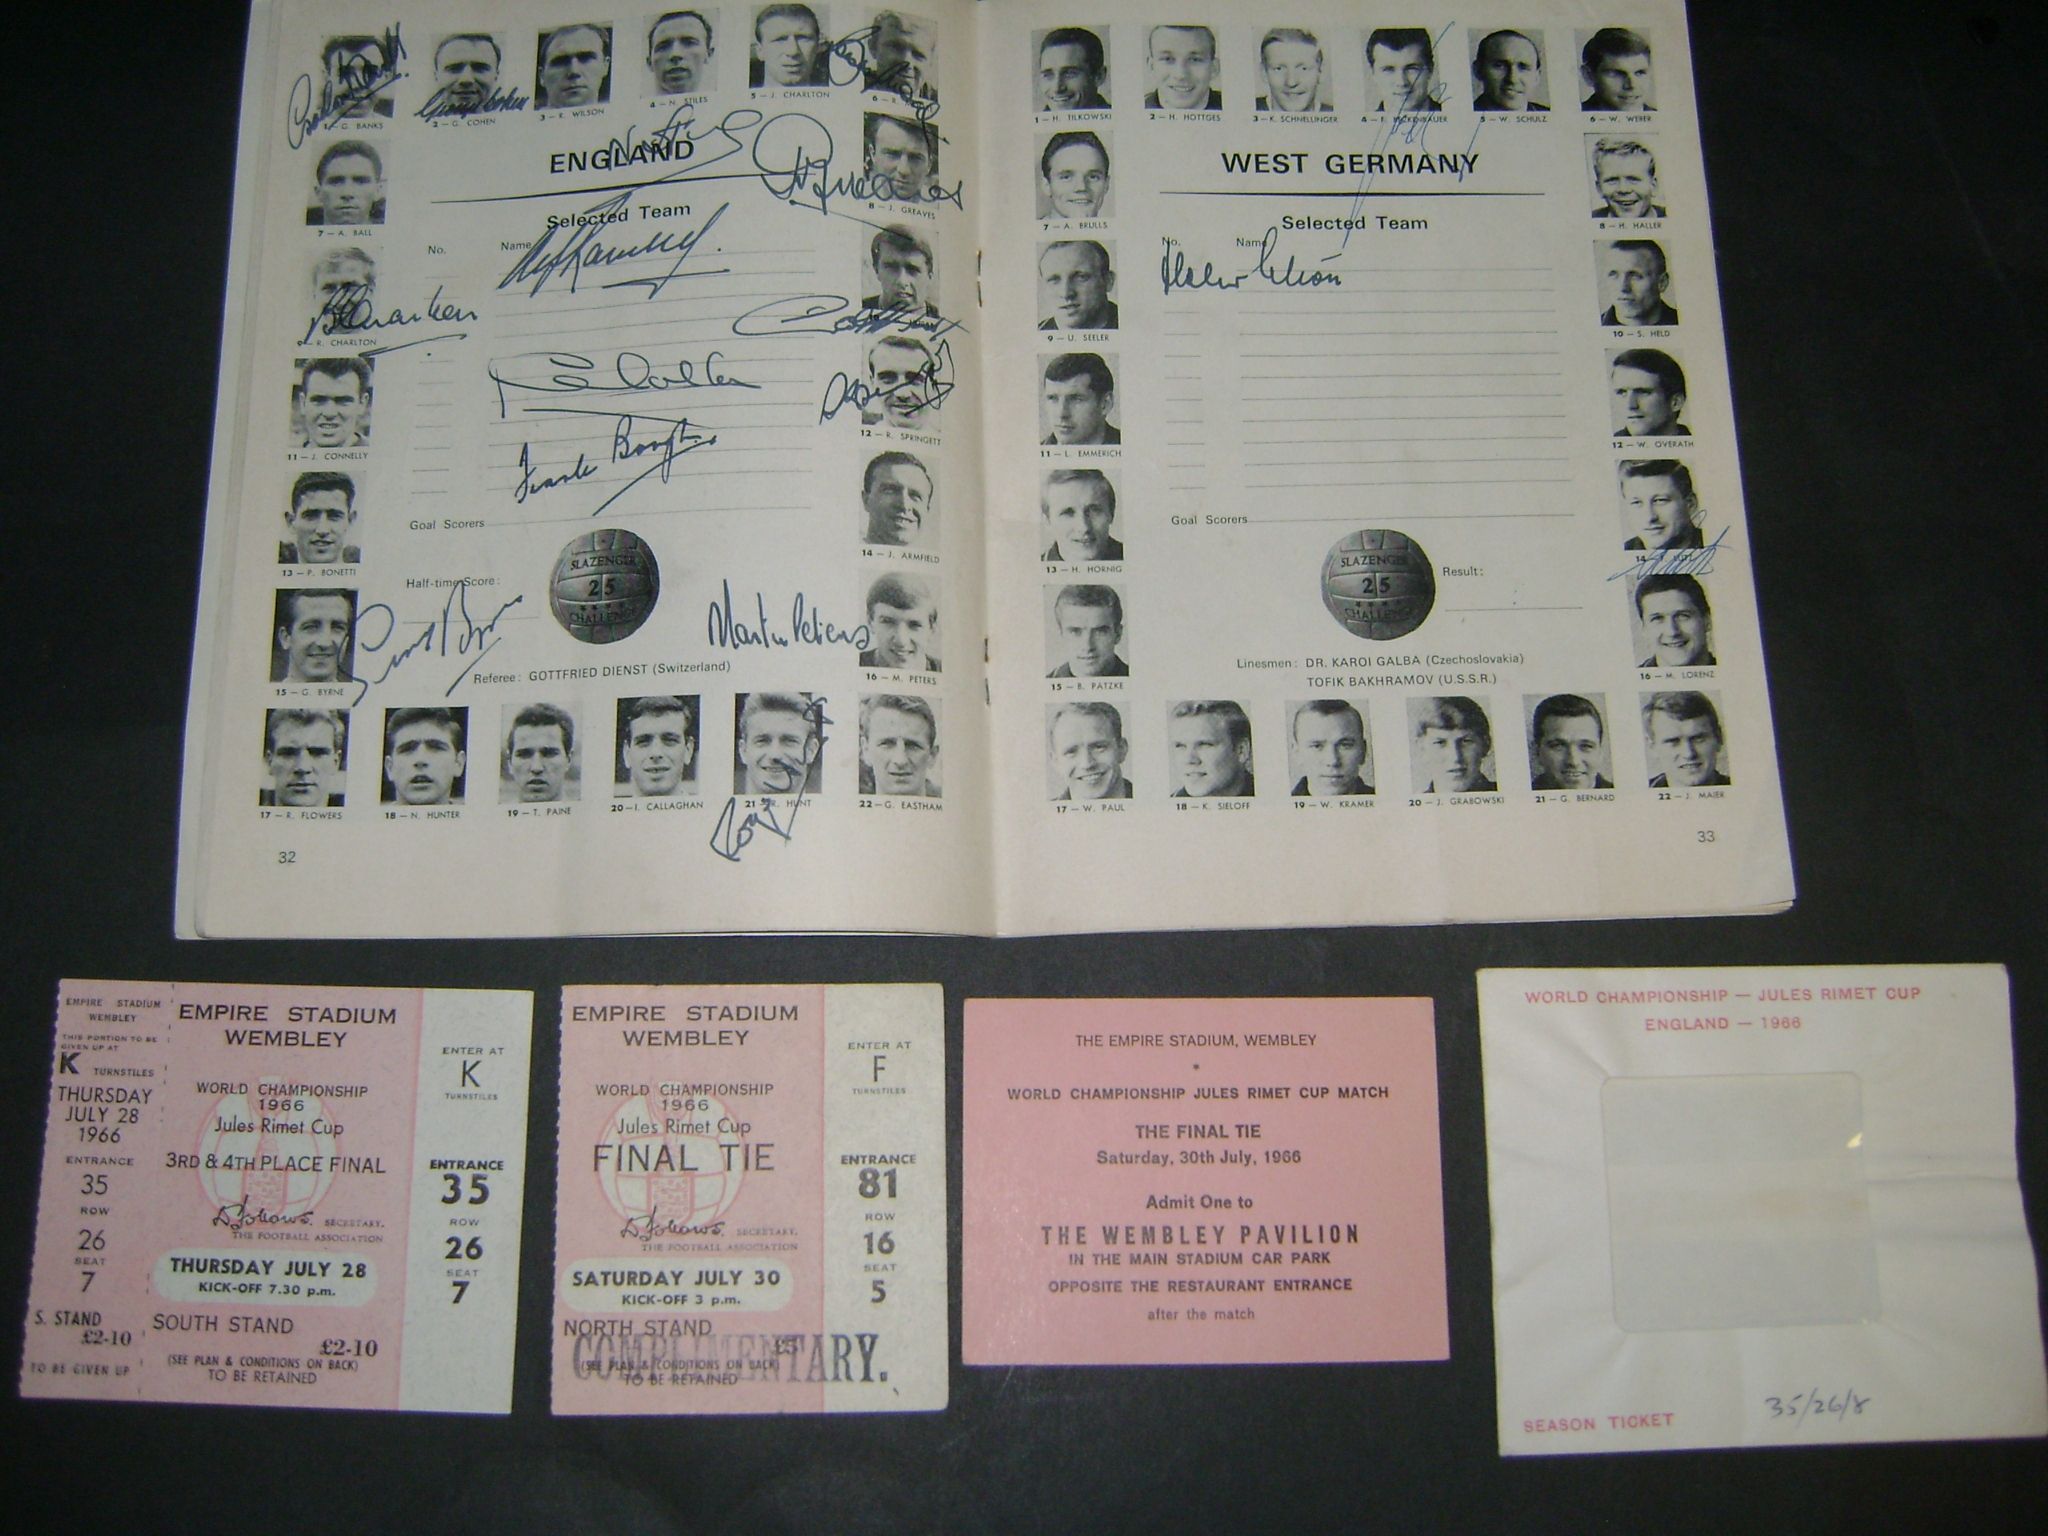 1 — G. BANKS
2 — G. COHEN
3 — R. WILSON
4 — N. STILES
5 — J. CHARLTON
6 —
ENGLAND
Selected Team
No. Name
7 — A. BALL
8 — J. GREAVES
9 — R. CHARLTON
11 — J. CONNELLY
12 — R. SPRINGETT
13 — P. BONETTI
14 — J. ARMFIELD
15 — G. BYRNE
16 — M. PETERS
Frank Bough
Martin Peters
Goal Scorers
Half-time Score:
SLAZENGER
25
CHALLENGE
Referee: GOTTFRIED DIENST (Switzerland)
17 — R. FLOWERS
18 — N. HUNTER
19 — T. PAINE
20 — I. CALLAGHAN
21 — R. HUNT
22 — G. EASTHAM
32
1 — H. TILKOWSKI
2 — H. HOTTGES
3 — K. SCHNELLINGER
4 — F. BECKENBAUER
5 — W. SCHULZ
6 — W. WEBER
WEST GERMANY
Selected Team
No. Name
7 — A. BRULLS
8 — H. HALLER
9 — U. SEELER
10 — S. HELD
11 — L. EMMERICH
12 — W. OVERATH
13 — H. HORNIG
14 —
15 — B. PATZKE
16 — M. LORENZ
Goal Scorers
SLAZENGER
25
CHALLENGE
Result:
Linesmen: DR. KAROI GALBA (Czechoslovakia)
TOFIK BAKHRAMOV (U.S.S.R.)
17 — W. PAUL
18 — K. SIELOFF
19 — W. KRAMER
20 — J. GRABOWSKI
21 — G. BERNARD
22 — J. MAIER
33
EMPIRE STADIUM
WEMBLEY
THIS PORTION TO BE
GIVEN UP AT
K TURNSTILES
THURSDAY
JULY 28
1966
ENTRANCE
35
ROW
26
SEAT
7
S. STAND
£2-10
TO BE GIVEN UP
EMPIRE STADIUM
WEMBLEY
WORLD CHAMPIONSHIP
1966
Jules Rimet Cup
3RD & 4TH PLACE FINAL
SECRETARY.
THE FOOTBALL ASSOCIATION
THURSDAY JULY 28
KICK-OFF 7.30 p.m.
SOUTH STAND
£2-10
(SEE PLAN & CONDITIONS ON BACK)
TO BE RETAINED
ENTER AT
K
TURNSTILES
ENTRANCE
35
ROW
26
SEAT
7
EMPIRE STADIUM
WEMBLEY
WORLD CHAMPIONSHIP
1966
Jules Rimet Cup
FINAL TIE
SECRETARY.
THE FOOTBALL ASSOCIATION
SATURDAY JULY 30
KICK-OFF 3 p.m.
NORTH STAND
£5
COMPLIMENTARY.
(SEE PLAN & CONDITIONS ON BACK)
TO BE RETAINED
ENTER AT
F
TURNSTILES
ENTRANCE
81
ROW
16
SEAT
5
THE EMPIRE STADIUM, WEMBLEY
*
WORLD CHAMPIONSHIP JULES RIMET CUP MATCH
THE FINAL TIE
Saturday, 30th July, 1966
Admit One to
THE WEMBLEY PAVILION
IN THE MAIN STADIUM CAR PARK
OPPOSITE THE RESTAURANT ENTRANCE
after the match
WORLD CHAMPIONSHIP — JULES RIMET CUP
ENGLAND — 1966
SEASON TICKET
35/26/8